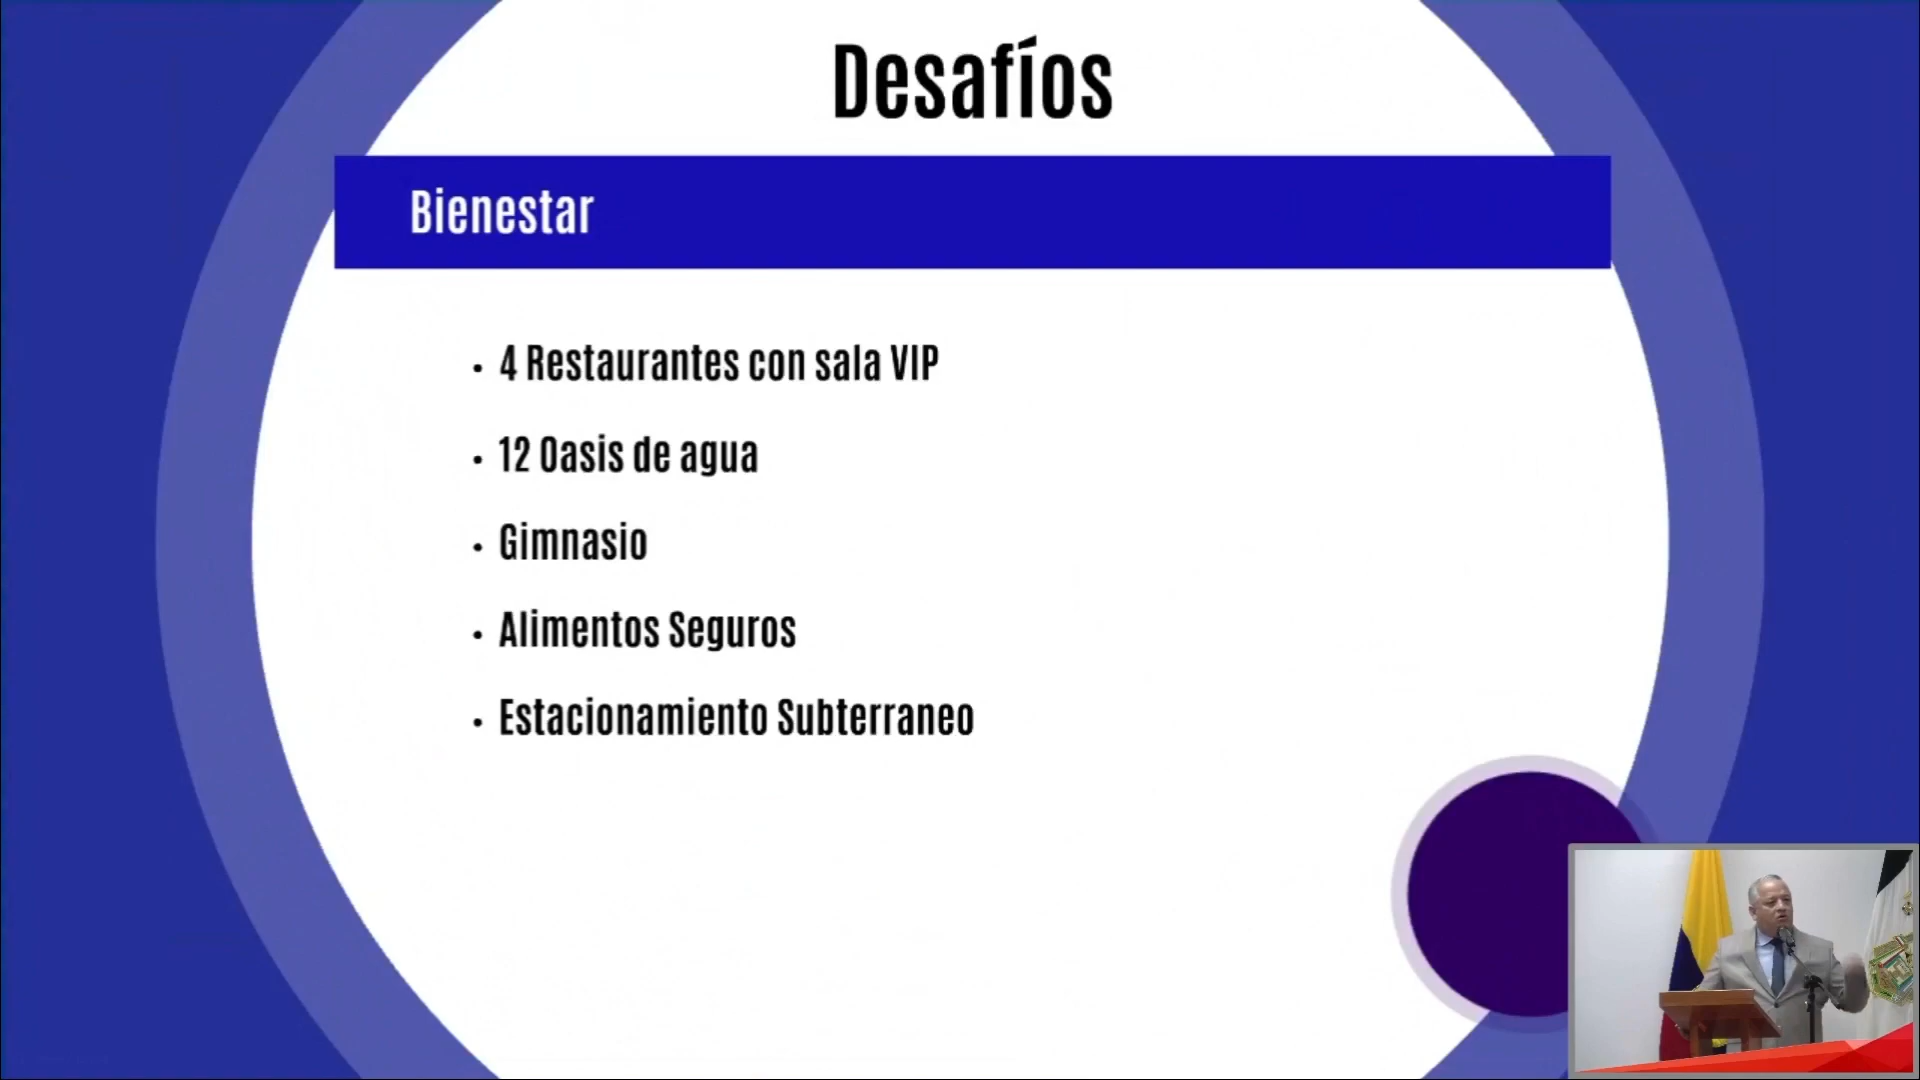 Desafíos
Bienestar
• 4 Restaurantes con sala VIP
• 12 Oasis de agua
• Gimnasio
• Alimentos Seguros
• Estacionamiento Subterraneo